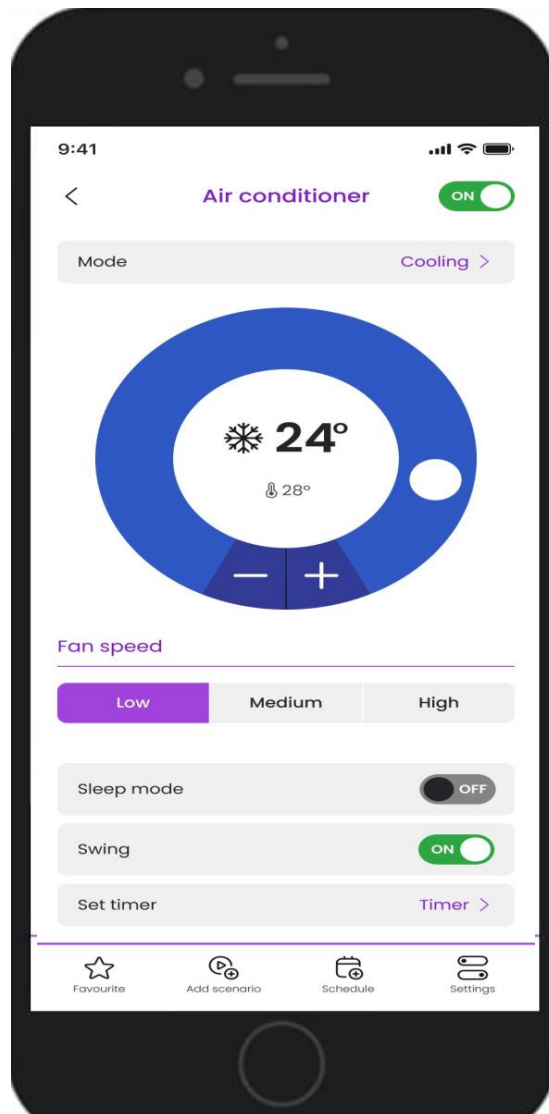 9:41
Air conditioner ON
Mode Cooling >
24°
28°
− +
Fan speed
Low Medium High
Sleep mode OFF
Swing ON
Set timer Timer >
Favourite Add scenario Schedule Settings